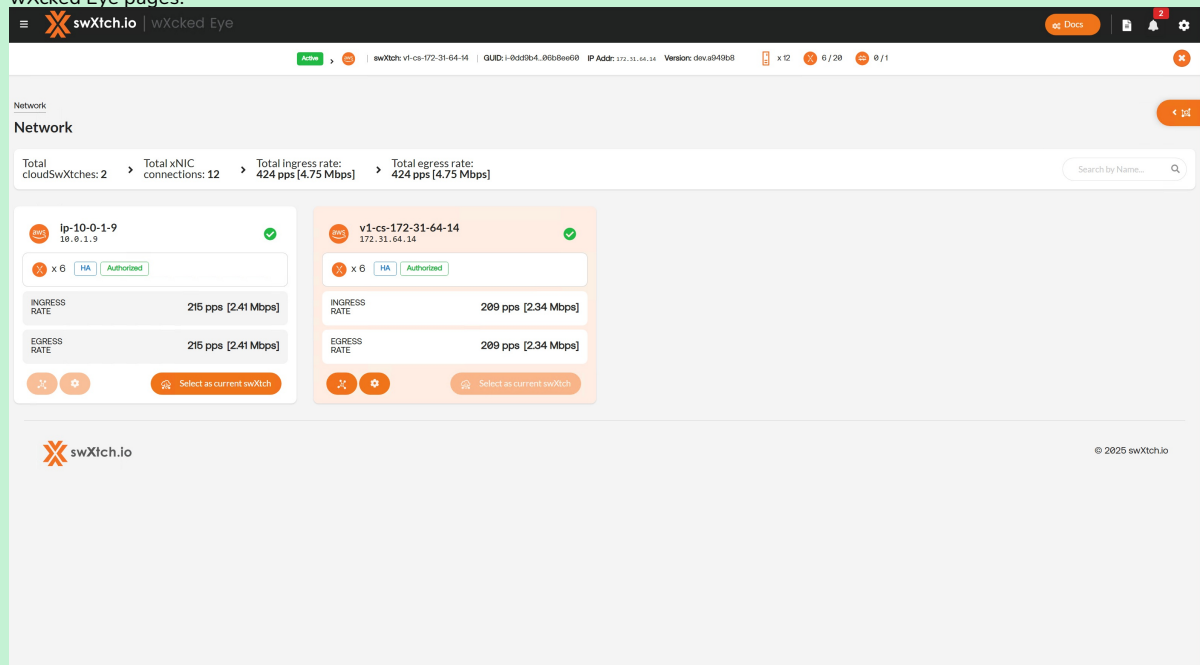 wXcked Eye pages.
swXtch.io | wXcked Eye
Docs
2
Active
aws
swXtch: v1-cs-172-31-64-14 | GUID: i-0dd9b4..06b8ee60 IP Addr: 172.31.64.14 Version: dev.a949b8
x 12
6 / 20
0 / 1
Network
Network
Total cloudSwXtches: 2
Total xNIC connections: 12
Total ingress rate: 424 pps [4.75 Mbps]
Total egress rate: 424 pps [4.75 Mbps]
Search by Name...
aws
ip-10-0-1-9
10.0.1.9
x 6 HA Authorized
INGRESS RATE
215 pps [2.41 Mbps]
EGRESS RATE
215 pps [2.41 Mbps]
Select as current swXtch
aws
v1-cs-172-31-64-14
172.31.64.14
x 6 HA Authorized
INGRESS RATE
209 pps [2.34 Mbps]
EGRESS RATE
209 pps [2.34 Mbps]
Select as current swXtch
swXtch.io
© 2025 swXtch.io